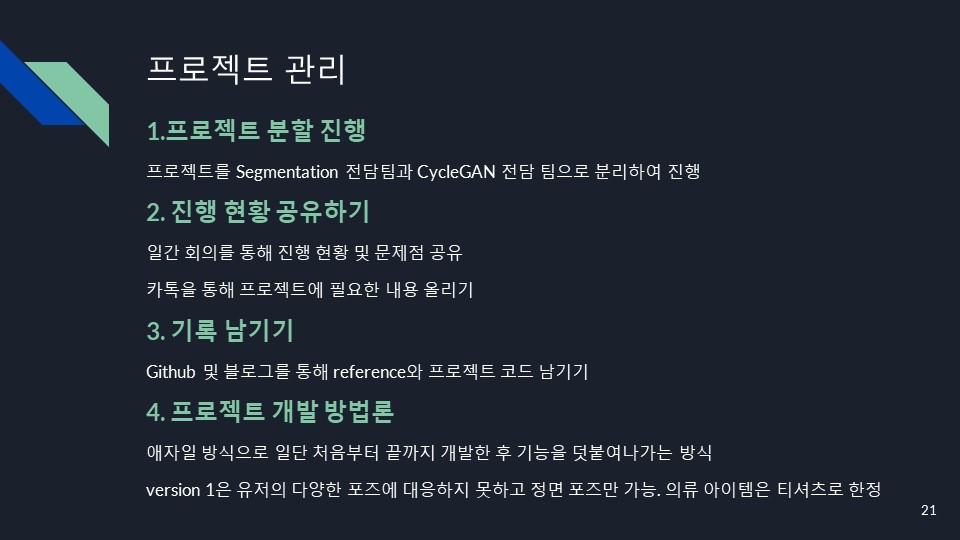 프로젝트 관리
1.프로젝트 분할 진행
프로젝트를 Segmentation 전담팀과 CycleGAN 전담 팀으로 분리하여 진행
2. 진행 현황 공유하기
일간 회의를 통해 진행 현황 및 문제점 공유
카톡을 통해 프로젝트에 필요한 내용 올리기
3. 기록 남기기
Github 및 블로그를 통해 reference와 프로젝트 코드 남기기
4. 프로젝트 개발 방법론
애자일 방식으로 일단 처음부터 끝까지 개발한 후 기능을 덧붙여나가는 방식
version 1은 유저의 다양한 포즈에 대응하지 못하고 정면 포즈만 가능. 의류 아이템은 티셔츠로 한정
21